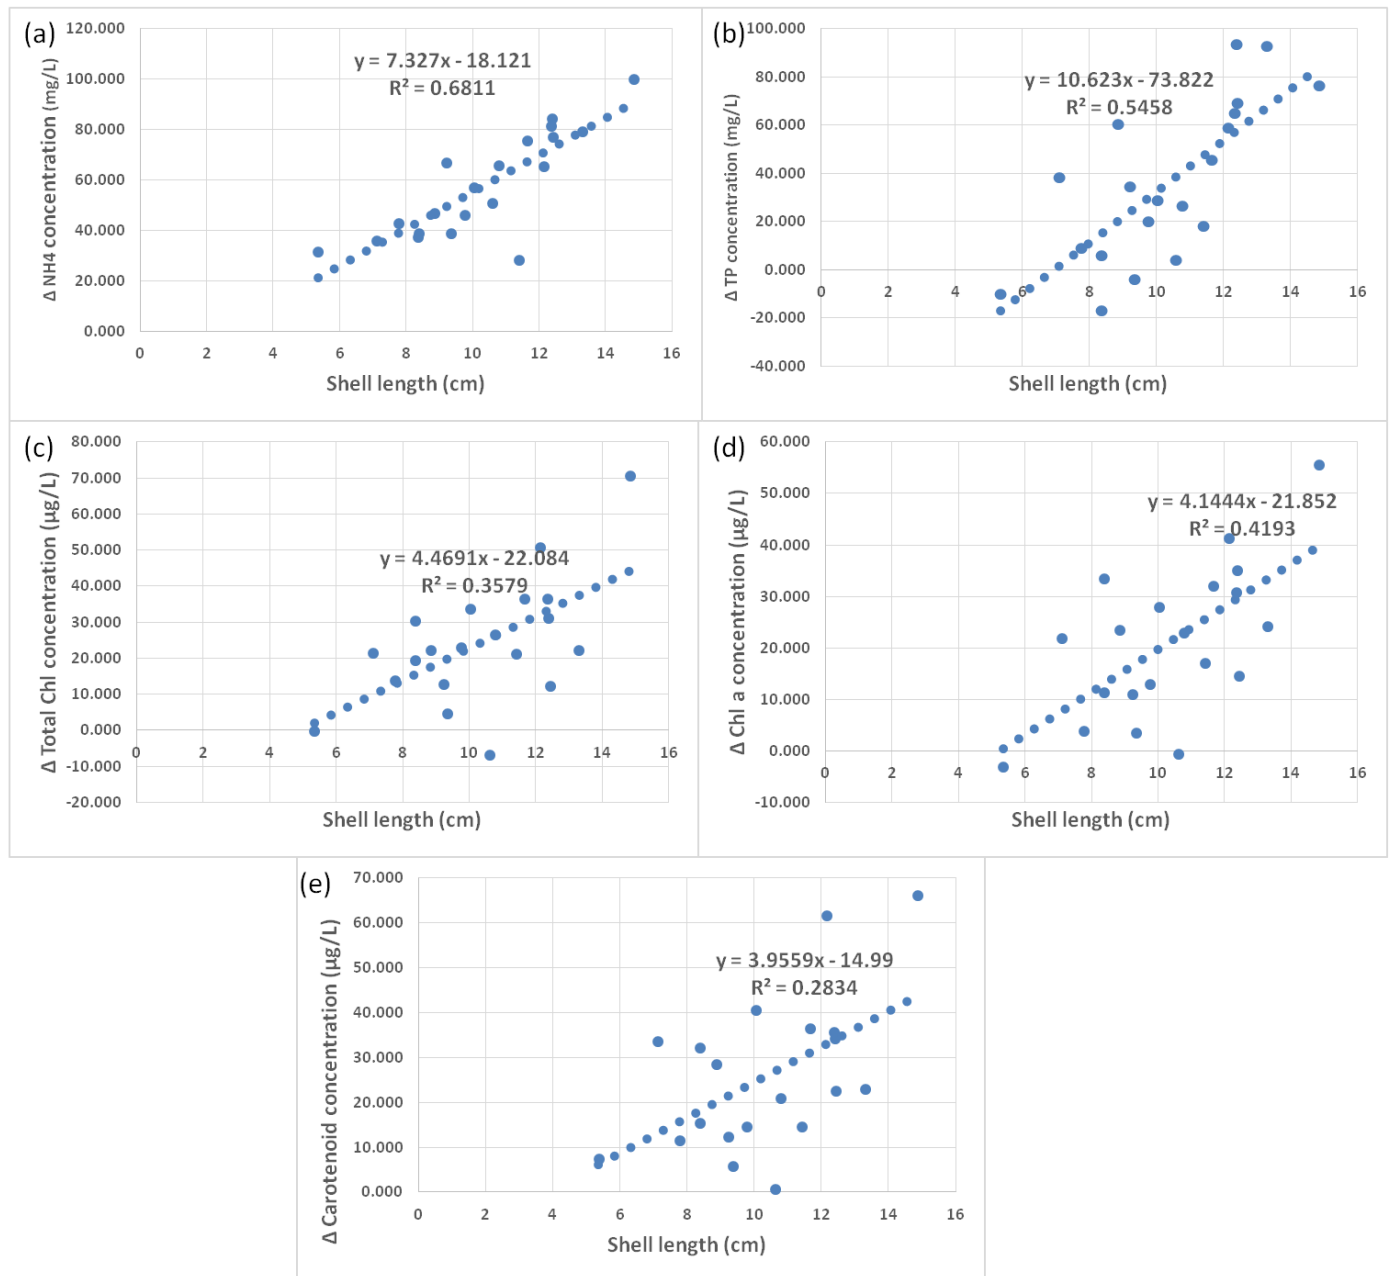 (a)
120.000
100.000
80.000
60.000
40.000
20.000
0.000
Δ NH4 concentration (mg/L)
y = 7.327x - 18.121
R² = 0.6811
0 2 4 6 8 10 12 14 16
Shell length (cm)
(b)
100.000
80.000
60.000
40.000
20.000
0.000
-20.000
-40.000
Δ TP concentration (mg/L)
y = 10.623x - 73.822
R² = 0.5458
0 2 4 6 8 10 12 14 16
Shell length (cm)
(c)
80.000
70.000
60.000
50.000
40.000
30.000
20.000
10.000
0.000
-10.000
-20.000
Δ Total Chl concentration (µg/L)
y = 4.4691x - 22.084
R² = 0.3579
0 2 4 6 8 10 12 14 16
Shell length (cm)
(d)
60.000
50.000
40.000
30.000
20.000
10.000
0.000
-10.000
Δ Chl a concentration (µg/L)
y = 4.1444x - 21.852
R² = 0.4193
0 2 4 6 8 10 12 14 16
Shell length (cm)
(e)
70.000
60.000
50.000
40.000
30.000
20.000
10.000
0.000
Δ Carotenoid concentration (µg/L)
y = 3.9559x - 14.99
R² = 0.2834
0 2 4 6 8 10 12 14 16
Shell length (cm)